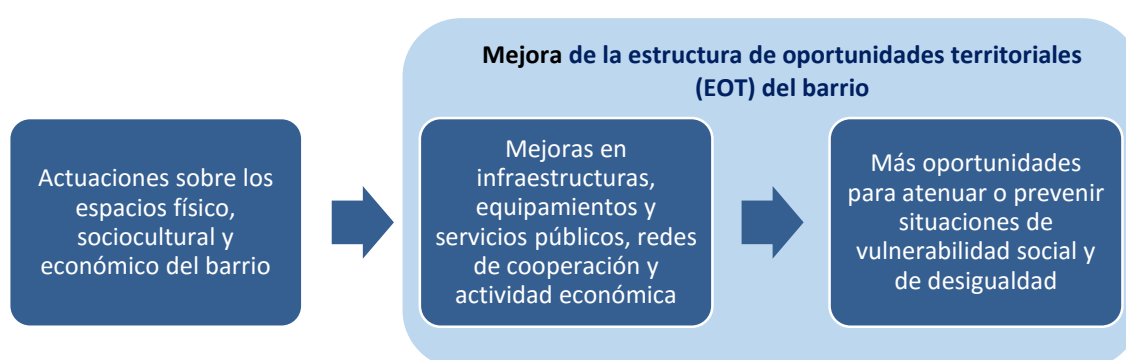 Mejora de la estructura de oportunidades territoriales
(EOT) del barrio
Actuaciones sobre los
espacios físico,
sociocultural y
económico del barrio
Mejoras en
infraestructuras,
equipamientos y
servicios públicos, redes
de cooperación y
actividad económica
Más oportunidades
para atenuar o prevenir
situaciones de
vulnerabilidad social y
de desigualdad